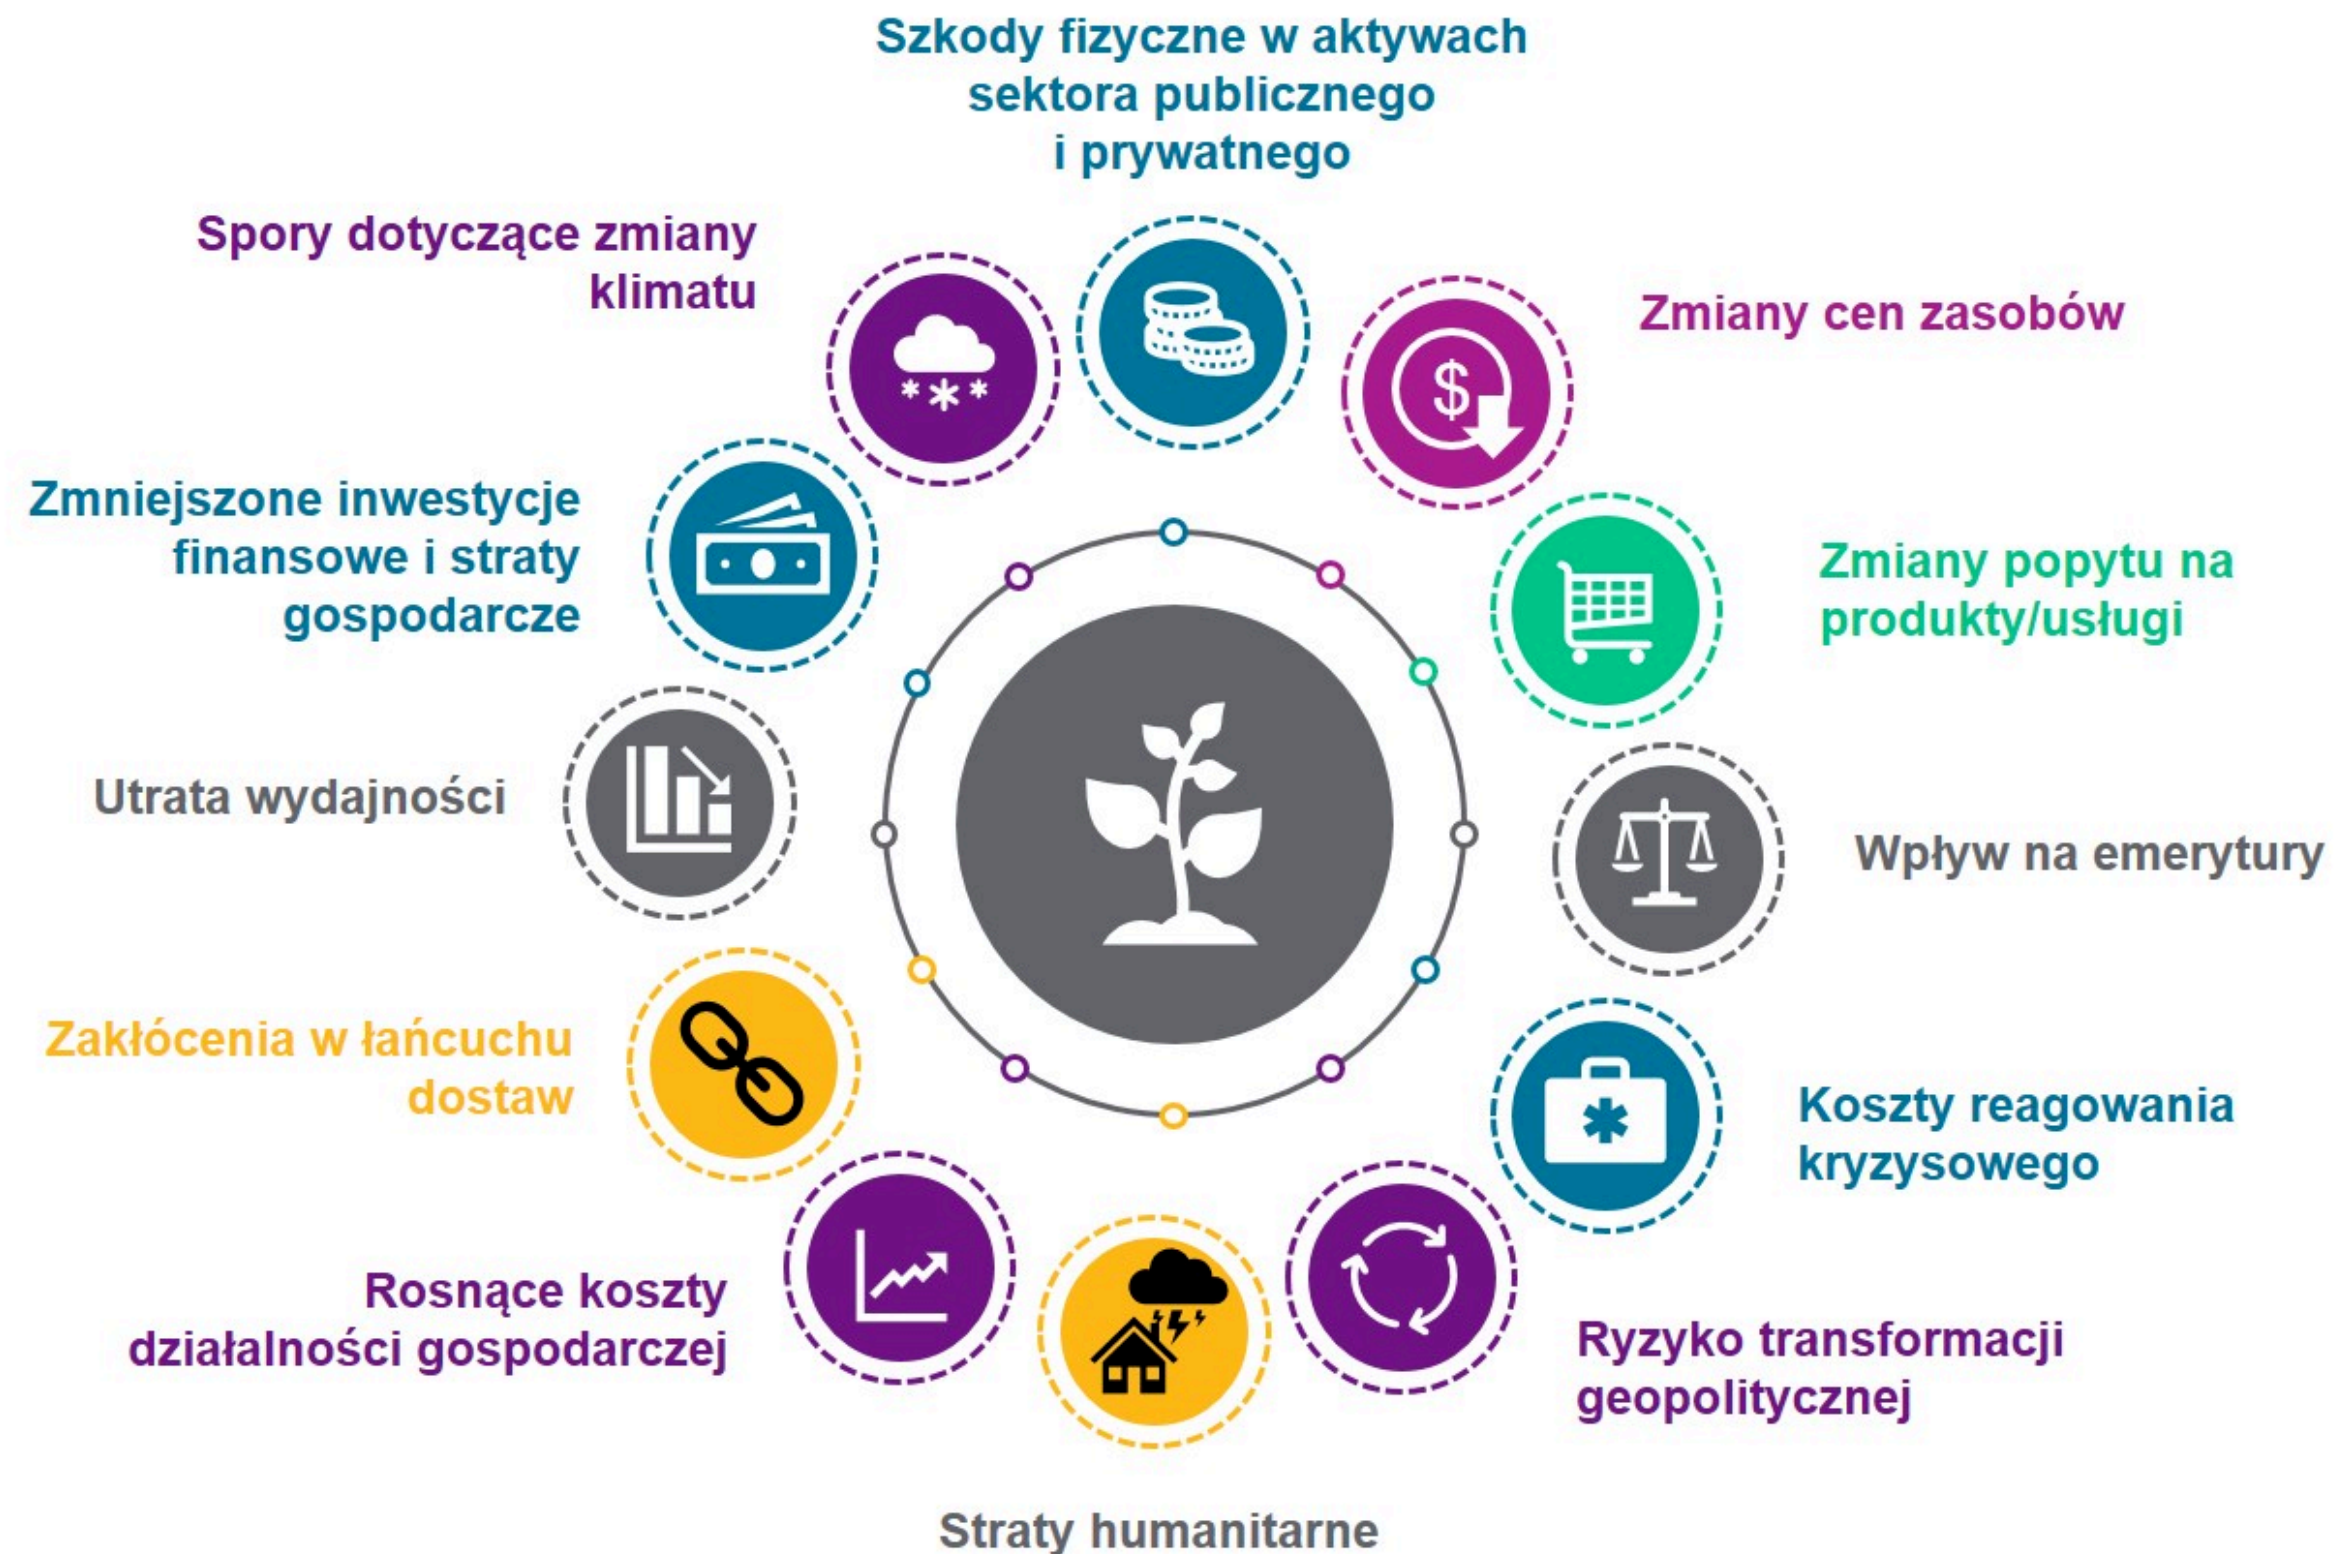 Szkody fizyczne w aktywach
sektora publicznego
i prywatnego
Spory dotyczące zmiany
klimatu
Zmiany cen zasobów
$
Zmniejszone inwestycje
finansowe i straty
gospodarcze
Zmiany popytu na
produkty/usługi
Utrata wydajności
Wpływ na emerytury
Zakłócenia w łańcuchu
dostaw
Koszty reagowania
kryzysowego
Rosnące koszty
działalności gospodarczej
Ryzyko transformacji
geopolitycznej
Straty humanitarne